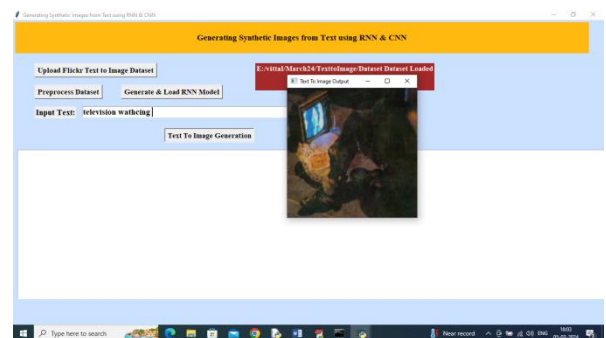 Generating Synthetic Images from Text using RNN & CNN
Generating Synthetic Images from Text using RNN & CNN
Upload Flickr Text to Image Dataset
E:/vittal/March24/TexttoImage/Dataset Dataset Loaded
Text To Image Output
Preprocess Dataset
Generate & Load RNN Model
Input Text:
television wathcing
Text To Image Generation
Type here to search
Near record
ENG
16:03